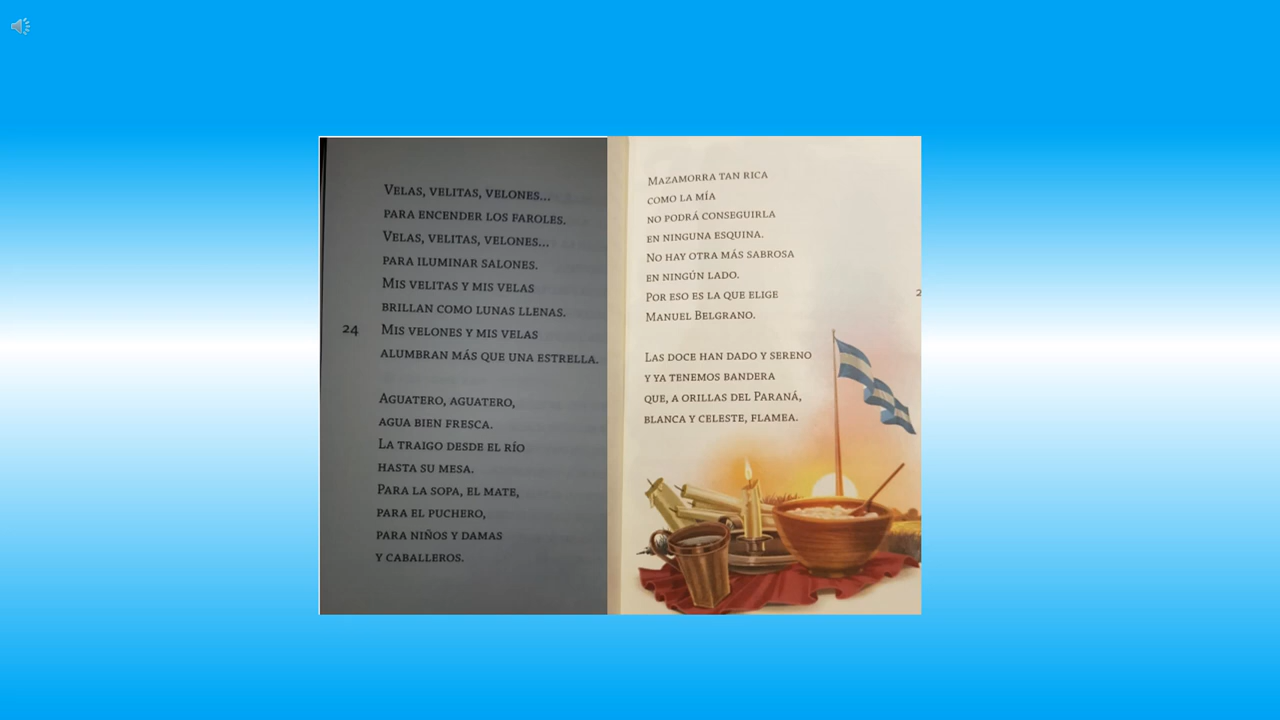 VELAS, VELITAS, VELONES...
PARA ENCENDER LOS FAROLES.
VELAS, VELITAS, VELONES...
PARA ILUMINAR SALONES.
MIS VELITAS Y MIS VELAS
BRILLAN COMO LUNAS LLENAS.
24
MIS VELONES Y MIS VELAS
ALUMBRAN MÁS QUE UNA ESTRELLA.
AGUATERO, AGUATERO,
AGUA BIEN FRESCA.
LA TRAIGO DESDE EL RÍO
HASTA SU MESA.
PARA LA SOPA, EL MATE,
PARA EL PUCHERO,
PARA NIÑOS Y DAMAS
Y CABALLEROS.
MAZAMORRA TAN RICA
COMO LA MÍA
NO PODRÁ CONSEGUIRLA
EN NINGUNA ESQUINA.
NO HAY OTRA MÁS SABROSA
EN NINGÚN LADO.
POR ESO ES LA QUE ELIGE
MANUEL BELGRANO.
LAS DOCE HAN DADO Y SERENO
Y YA TENEMOS BANDERA
QUE, A ORILLAS DEL PARANÁ,
BLANCA Y CELESTE, FLAMEA.